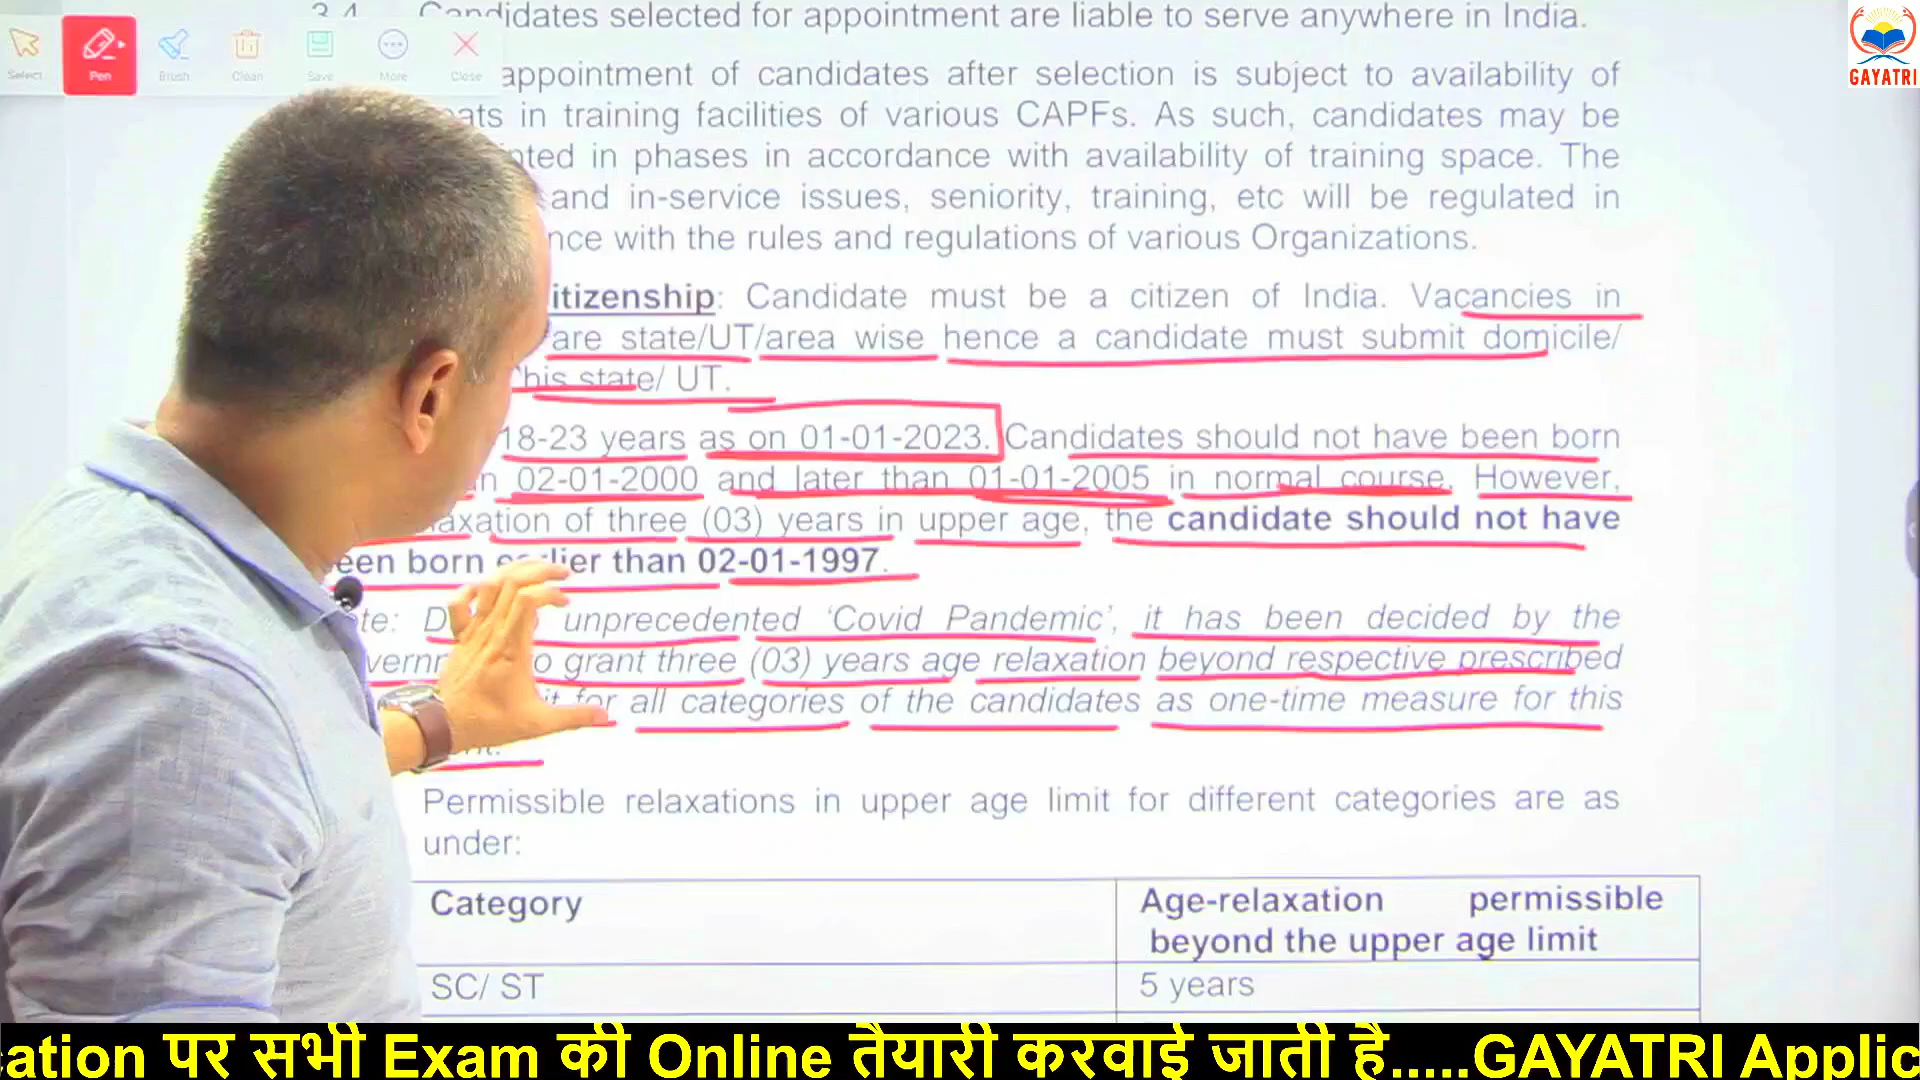 3.4 Candidates selected for appointment are liable to serve anywhere in India.
Select Pen Brush Clean Save More Close
GAYATRI
appointment of candidates after selection is subject to availability of
in training facilities of various CAPFs. As such, candidates may be
in phases in accordance with availability of training space. The
and in-service issues, seniority, training, etc will be regulated in
with the rules and regulations of various Organizations.
itizenship: Candidate must be a citizen of India. Vacancies in
are state/UT/area wise hence a candidate must submit domicile/
his state/ UT.
18-23 years as on 01-01-2023. Candidates should not have been born
02-01-2000 and later than 01-01-2005 in normal course. However,
laxation of three (03) years in upper age, the candidate should not have
een born earlier than 02-01-1997.
te: unprecedented ‘Covid Pandemic’, it has been decided by the
grant three (03) years age relaxation beyond respective prescribed
for all categories of the candidates as one-time measure for this
Permissible relaxations in upper age limit for different categories are as
under:
Category Age-relaxation permissible
beyond the upper age limit
SC/ ST 5 years
cation पर सभी Exam की Online तैयारी करवाई जाती है.....GAYATRI Applic